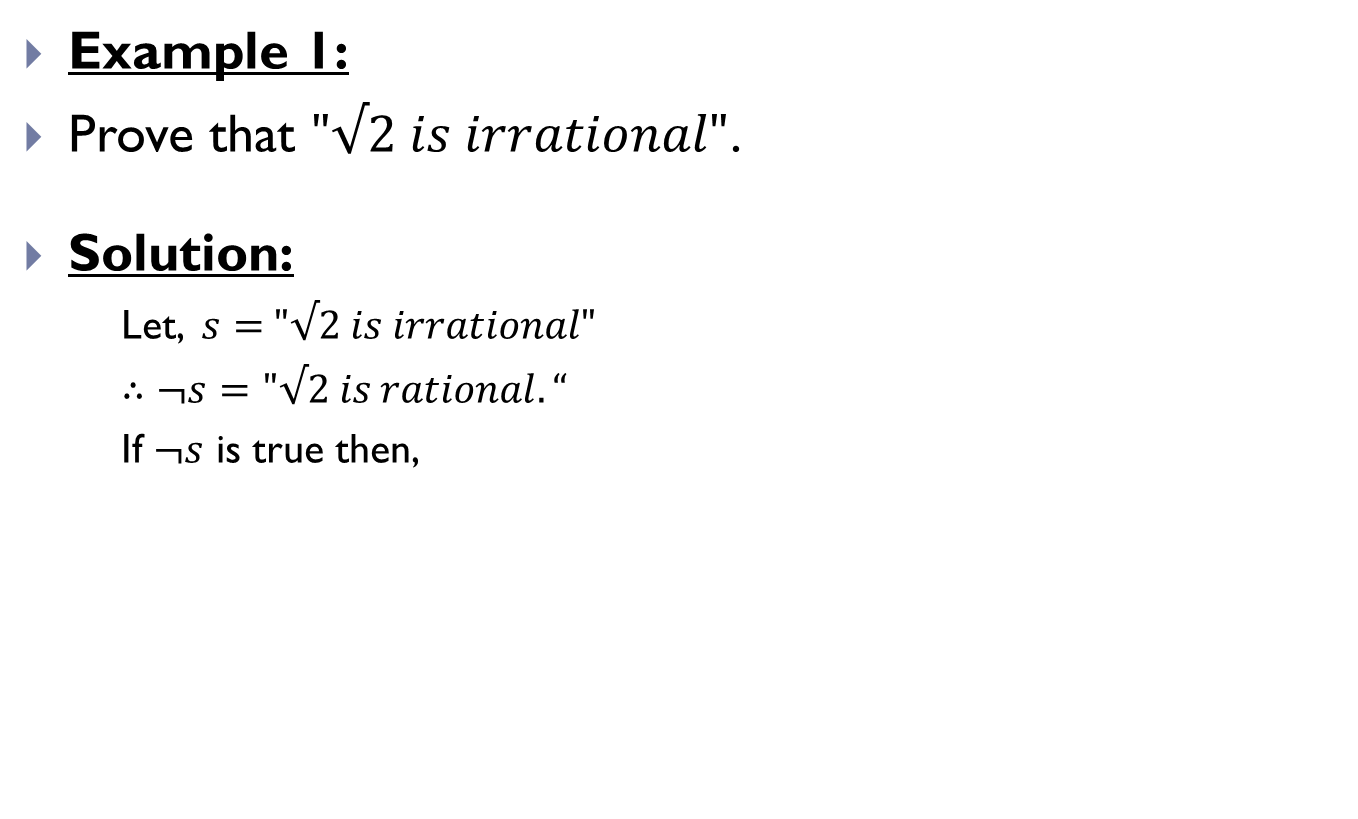 Example 1:
Prove that "√2 is irrational".
Solution:
Let, s = "√2 is irrational"
∴ ¬s = "√2 is rational. “
If ¬s is true then,